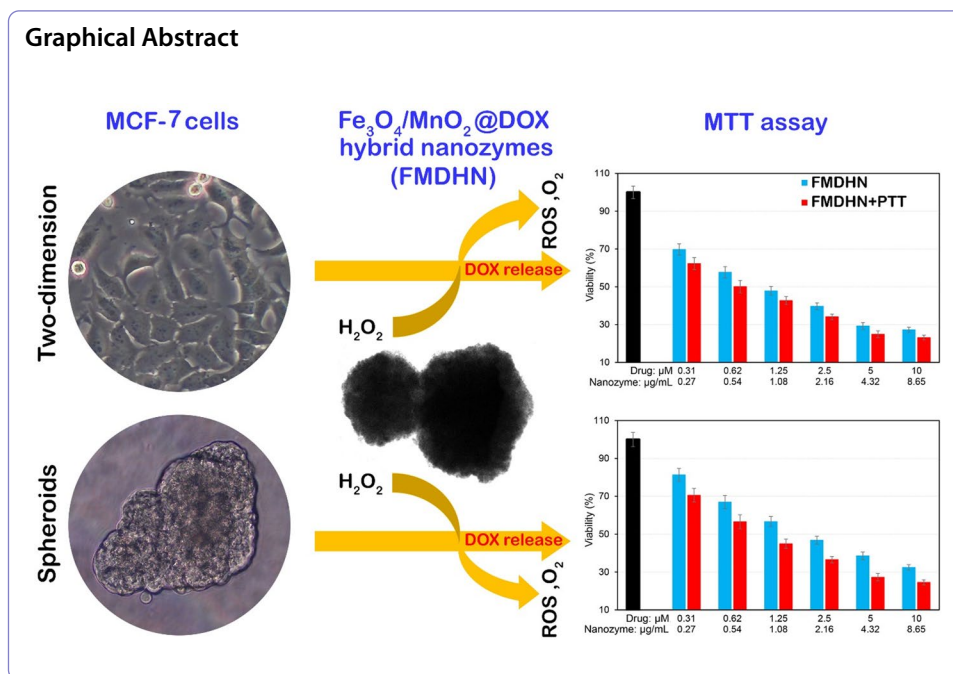 Graphical Abstract
MCF-7 cells
Fe₃O₄/MnO₂@DOX
hybrid nanozymes
(FMDHN)
MTT assay
Two-dimension
ROS ,O₂
DOX release
H₂O₂
110
90
70
50
30
10
Viability (%)
FMDHN
FMDHN+PTT
Drug: µM 0.31 0.62 1.25 2.5 5 10
Nanozyme: µg/mL 0.27 0.54 1.08 2.16 4.32 8.65
Spheroids
H₂O₂
DOX release
ROS ,O₂
110
90
70
50
30
10
Viability (%)
FMDHN
FMDHN+PTT
Drug: µM 0.31 0.62 1.25 2.5 5 10
Nanozyme: µg/mL 0.27 0.54 1.08 2.16 4.32 8.65